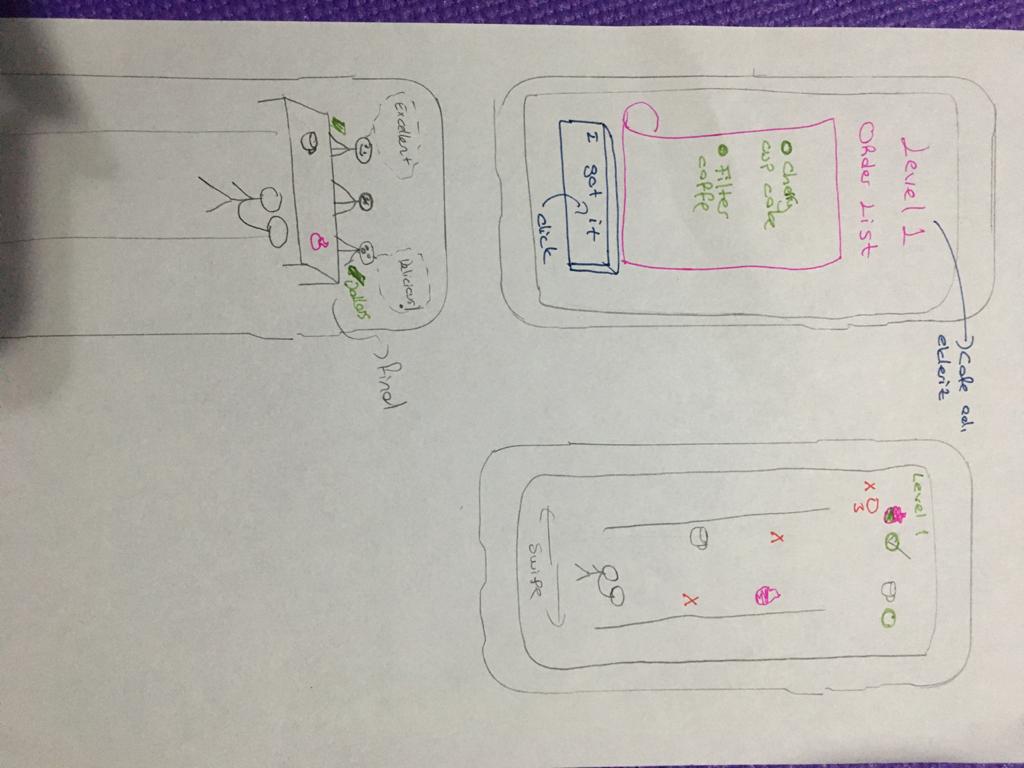 Level 1
Order List
Cherry
cup cake
Filter
coffe
I got it
click
Cafe adı
ekleriz
Level 1
X
3
X
X
Swipe
Excellent
Delicious!
Dollars
Final